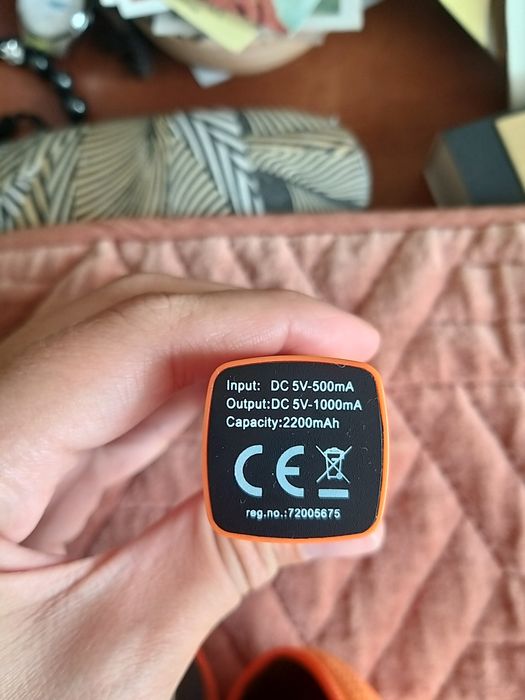 Input: DC 5V-500mA
Output:DC 5V-1000mA
Capacity:2200mAh
CE
reg.no.:72005675